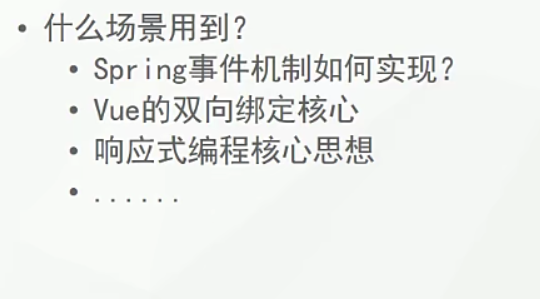 • 什么场景用到?
• Spring事件机制如何实现?
• Vue的双向绑定核心
• 响应式编程核心思想
• ......